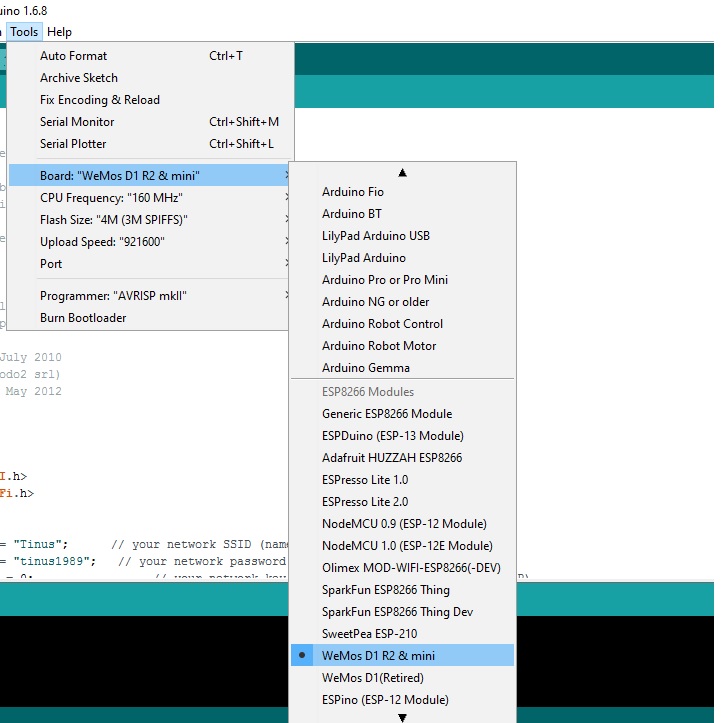 uino 1.6.8
Tools Help
Auto Format Ctrl+T
Archive Sketch
Fix Encoding & Reload
Serial Monitor Ctrl+Shift+M
Serial Plotter Ctrl+Shift+L
Board: "WeMos D1 R2 & mini"
CPU Frequency: "160 MHz"
Flash Size: "4M (3M SPIFFS)"
Upload Speed: "921600"
Port
Programmer: "AVRISP mkII"
Burn Bootloader
Arduino Fio
Arduino BT
LilyPad Arduino USB
LilyPad Arduino
Arduino Pro or Pro Mini
Arduino NG or older
Arduino Robot Control
Arduino Robot Motor
Arduino Gemma
ESP8266 Modules
Generic ESP8266 Module
ESPDuino (ESP-13 Module)
Adafruit HUZZAH ESP8266
ESPresso Lite 1.0
ESPresso Lite 2.0
NodeMCU 0.9 (ESP-12 Module)
NodeMCU 1.0 (ESP-12E Module)
Olimex MOD-WIFI-ESP8266(-DEV)
SparkFun ESP8266 Thing
SparkFun ESP8266 Thing Dev
SweetPea ESP-210
WeMos D1 R2 & mini
WeMos D1(Retired)
ESPino (ESP-12 Module)
July 2010
odo2 srl)
May 2012
I.h>
Fi.h>
= "Tinus"; // your network SSID (name
= "tinus1989"; // your network password
= 0; // your network key